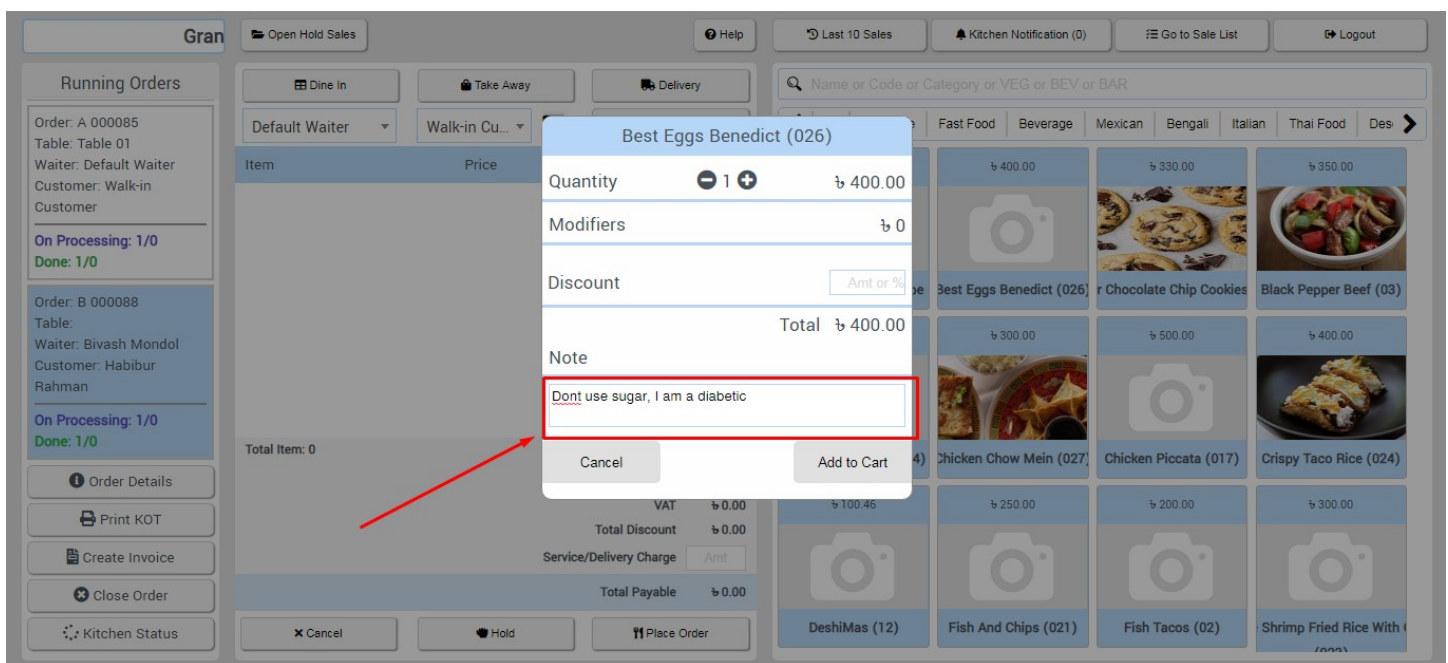 Gran
Open Hold Sales
Help
Last 10 Sales
Kitchen Notification (0)
Go to Sale List
Logout
Running Orders
Order: A 000085
Table: Table 01
Waiter: Default Waiter
Customer: Walk-in
Customer
On Processing: 1/0
Done: 1/0
Order: B 000088
Table:
Waiter: Bivash Mondol
Customer: Habibur
Rahman
On Processing: 1/0
Done: 1/0
Order Details
Print KOT
Create Invoice
Close Order
Kitchen Status
Dine In
Take Away
Delivery
Default Waiter
Walk-in Cu...
Item Price
Total Item: 0
VAT ৳ 0.00
Total Discount ৳ 0.00
Service/Delivery Charge Amt
Total Payable ৳ 0.00
Cancel
Hold
Place Order
Best Eggs Benedict (026)
Quantity 1 ৳ 400.00
Modifiers ৳ 0
Discount Amt or %
Total ৳ 400.00
Note
Dont use sugar, I am a diabetic
Cancel
Add to Cart
Name or Code or Category or VEG or BEV or BAR
Fast Food Beverage Mexican Bengali Italian Thai Food Des
৳ 400.00 ৳ 330.00 ৳ 350.00
Best Eggs Benedict (026) r Chocolate Chip Cookies Black Pepper Beef (03)
৳ 300.00 ৳ 500.00 ৳ 400.00
4) Chicken Chow Mein (027) Chicken Piccata (017) Crispy Taco Rice (024)
৳ 100.46 ৳ 250.00 ৳ 200.00 ৳ 300.00
DeshiMas (12) Fish And Chips (021) Fish Tacos (02) Shrimp Fried Rice With